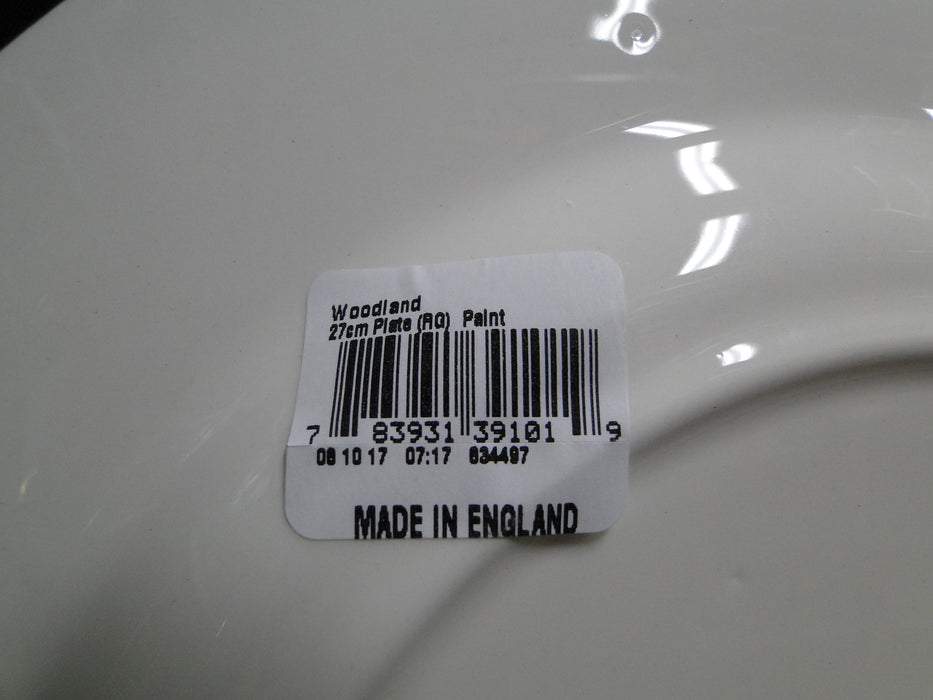 Woodland
27cm Plate (RG) Paint
7 83931 39101 9
08 10 17 07:17 634497
MADE IN ENGLAND